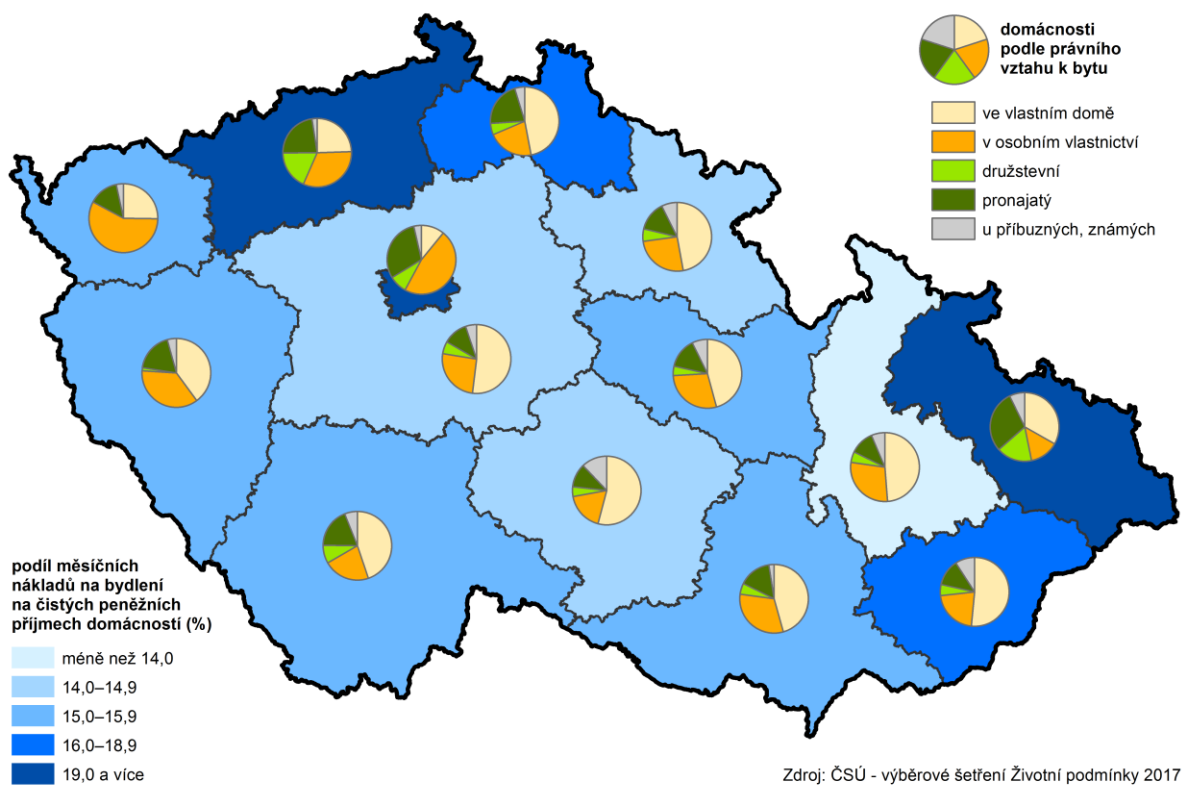 domácnosti
podle právního
vztahu k bytu
ve vlastním domě
v osobním vlastnictví
družstevní
pronajatý
u příbuzných, známých
podíl měsíčních
nákladů na bydlení
na čistých peněžních
příjmech domácností (%)
méně než 14,0
14,0–14,9
15,0–15,9
16,0–18,9
19,0 a více
Zdroj: ČSÚ - výběrové šetření Životní podmínky 2017